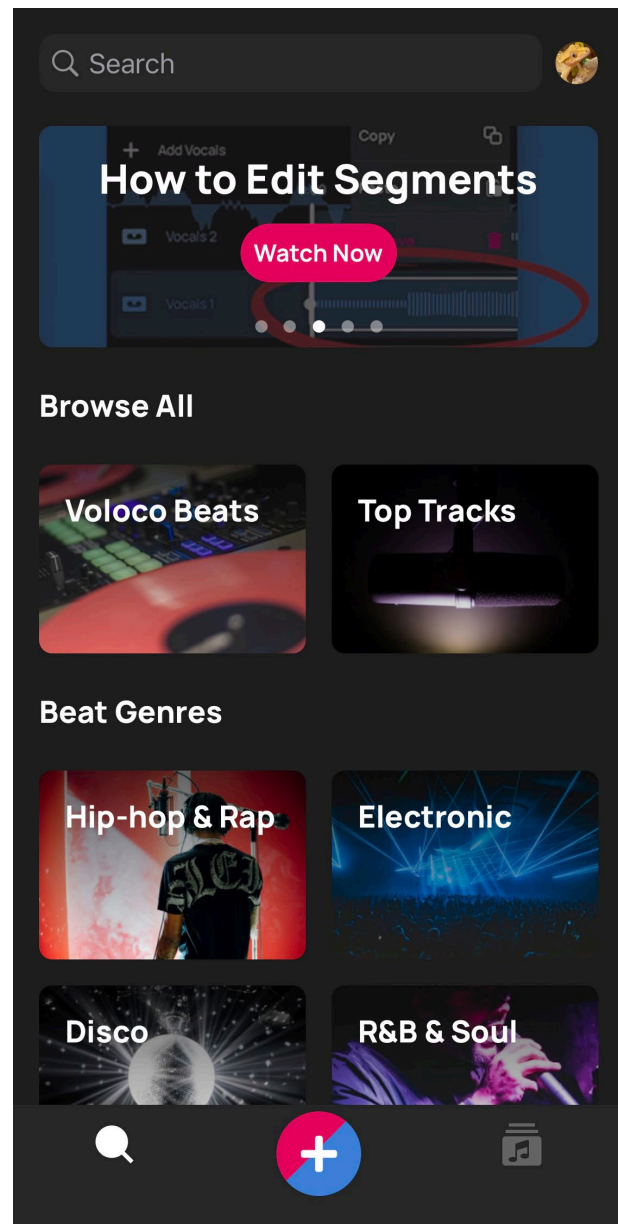 Search
Add Vocals
Copy
How to Edit Segments
Vocals 2
Watch Now
Vocals 1
Browse All
Voloco Beats
Top Tracks
Beat Genres
Hip-hop & Rap
Electronic
Disco
R&B & Soul